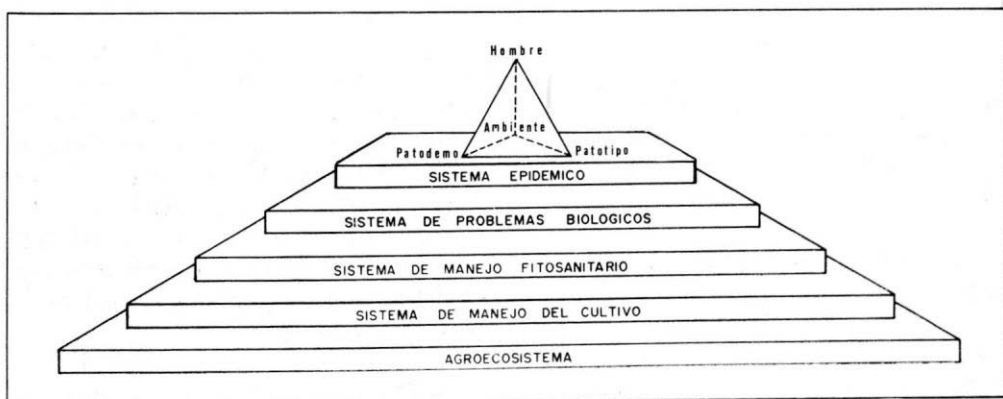 Hombre
Ambiente
Patodemo Patotipo
SISTEMA EPIDEMICO
SISTEMA DE PROBLEMAS BIOLOGICOS
SISTEMA DE MANEJO FITOSANITARIO
SISTEMA DE MANEJO DEL CULTIVO
AGROECOSISTEMA